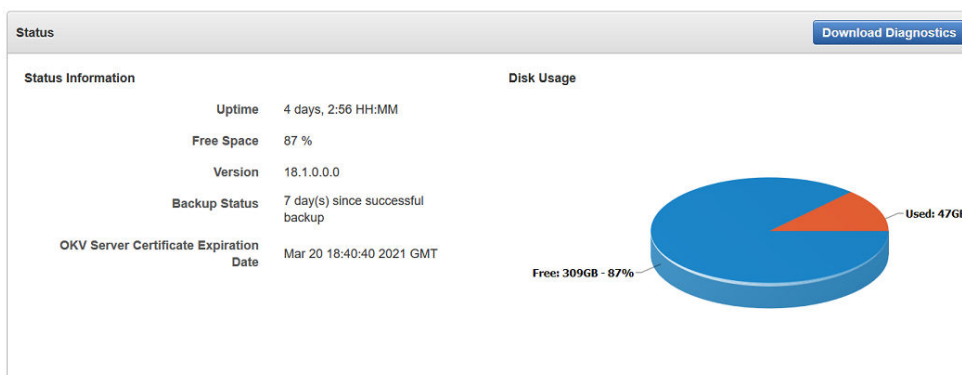 Status
Download Diagnostics
Status Information
Uptime 4 days, 2:56 HH:MM
Free Space 87 %
Version 18.1.0.0.0
Backup Status 7 day(s) since successful
backup
OKV Server Certificate Expiration
Date Mar 20 18:40:40 2021 GMT
Disk Usage
Used: 47G
Free: 309GB - 87%